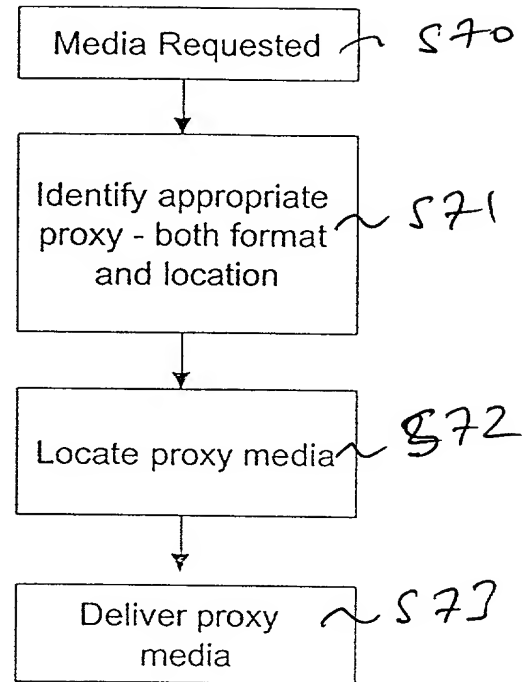 Media Requested S70
Identify appropriate
proxy - both format S71
and location
Locate proxy media S72
Deliver proxy S73
media